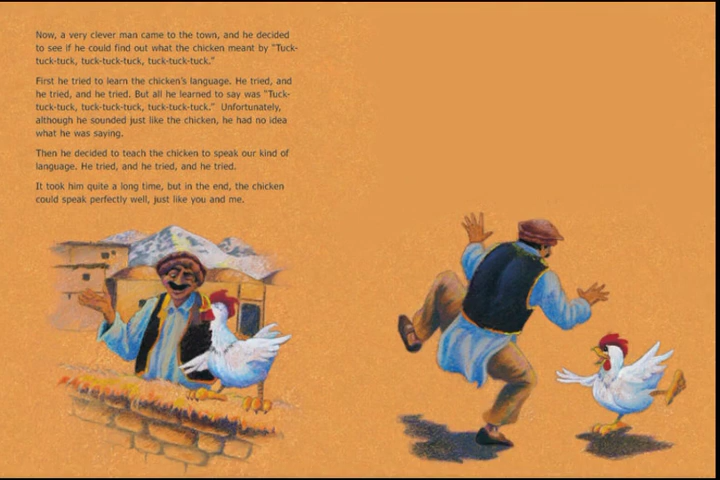 Now, a very clever man came to the town, and he decided
to see if he could find out what the chicken meant by "Tuck-
tuck-tuck, tuck-tuck-tuck, tuck-tuck-tuck."
First he tried to learn the chicken's language. He tried, and
he tried, and he tried. But all he learned to say was "Tuck-
tuck-tuck, tuck-tuck-tuck, tuck-tuck-tuck." Unfortunately,
although he sounded just like the chicken, he had no idea
what he was saying.
Then he decided to teach the chicken to speak our kind of
language. He tried, and he tried, and he tried.
It took him quite a long time, but in the end, the chicken
could speak perfectly well, just like you and me.